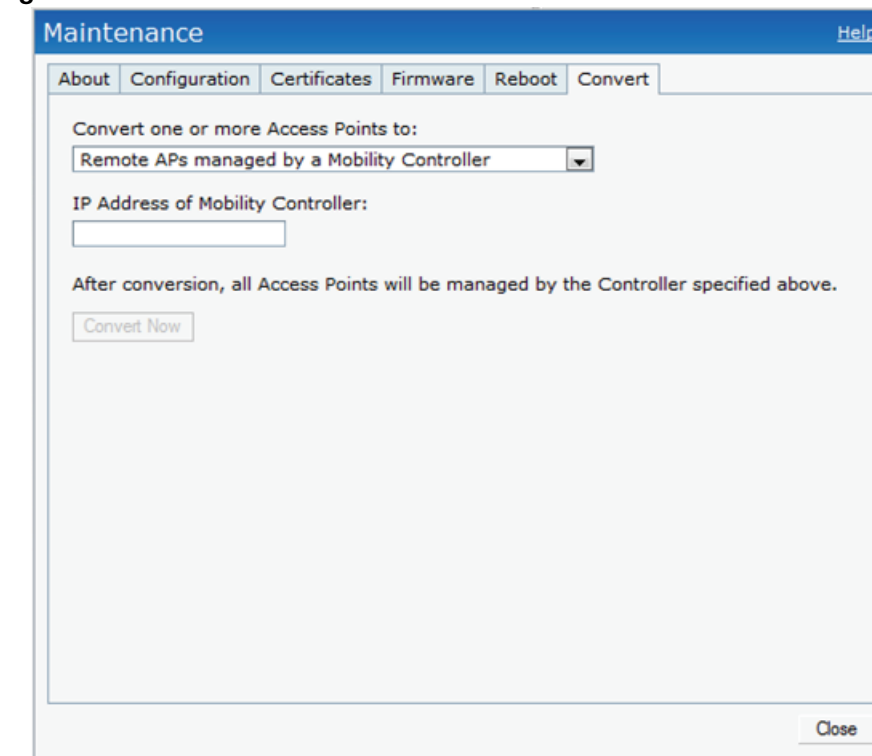 Maintenance Help
About Configuration Certificates Firmware Reboot Convert
Convert one or more Access Points to:
Remote APs managed by a Mobility Controller
IP Address of Mobility Controller:
After conversion, all Access Points will be managed by the Controller specified above.
Convert Now
Close